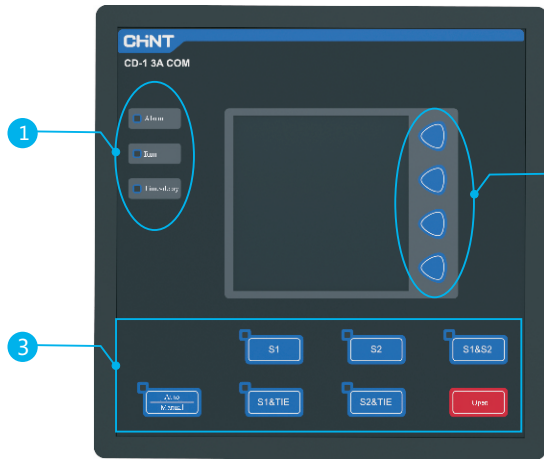 CHiNT
CD-1 3A COM
1
Alarm
Run
3
S1
S2
S1&S2
Auto
Manual
S1&TIE
S2&TIE
Open